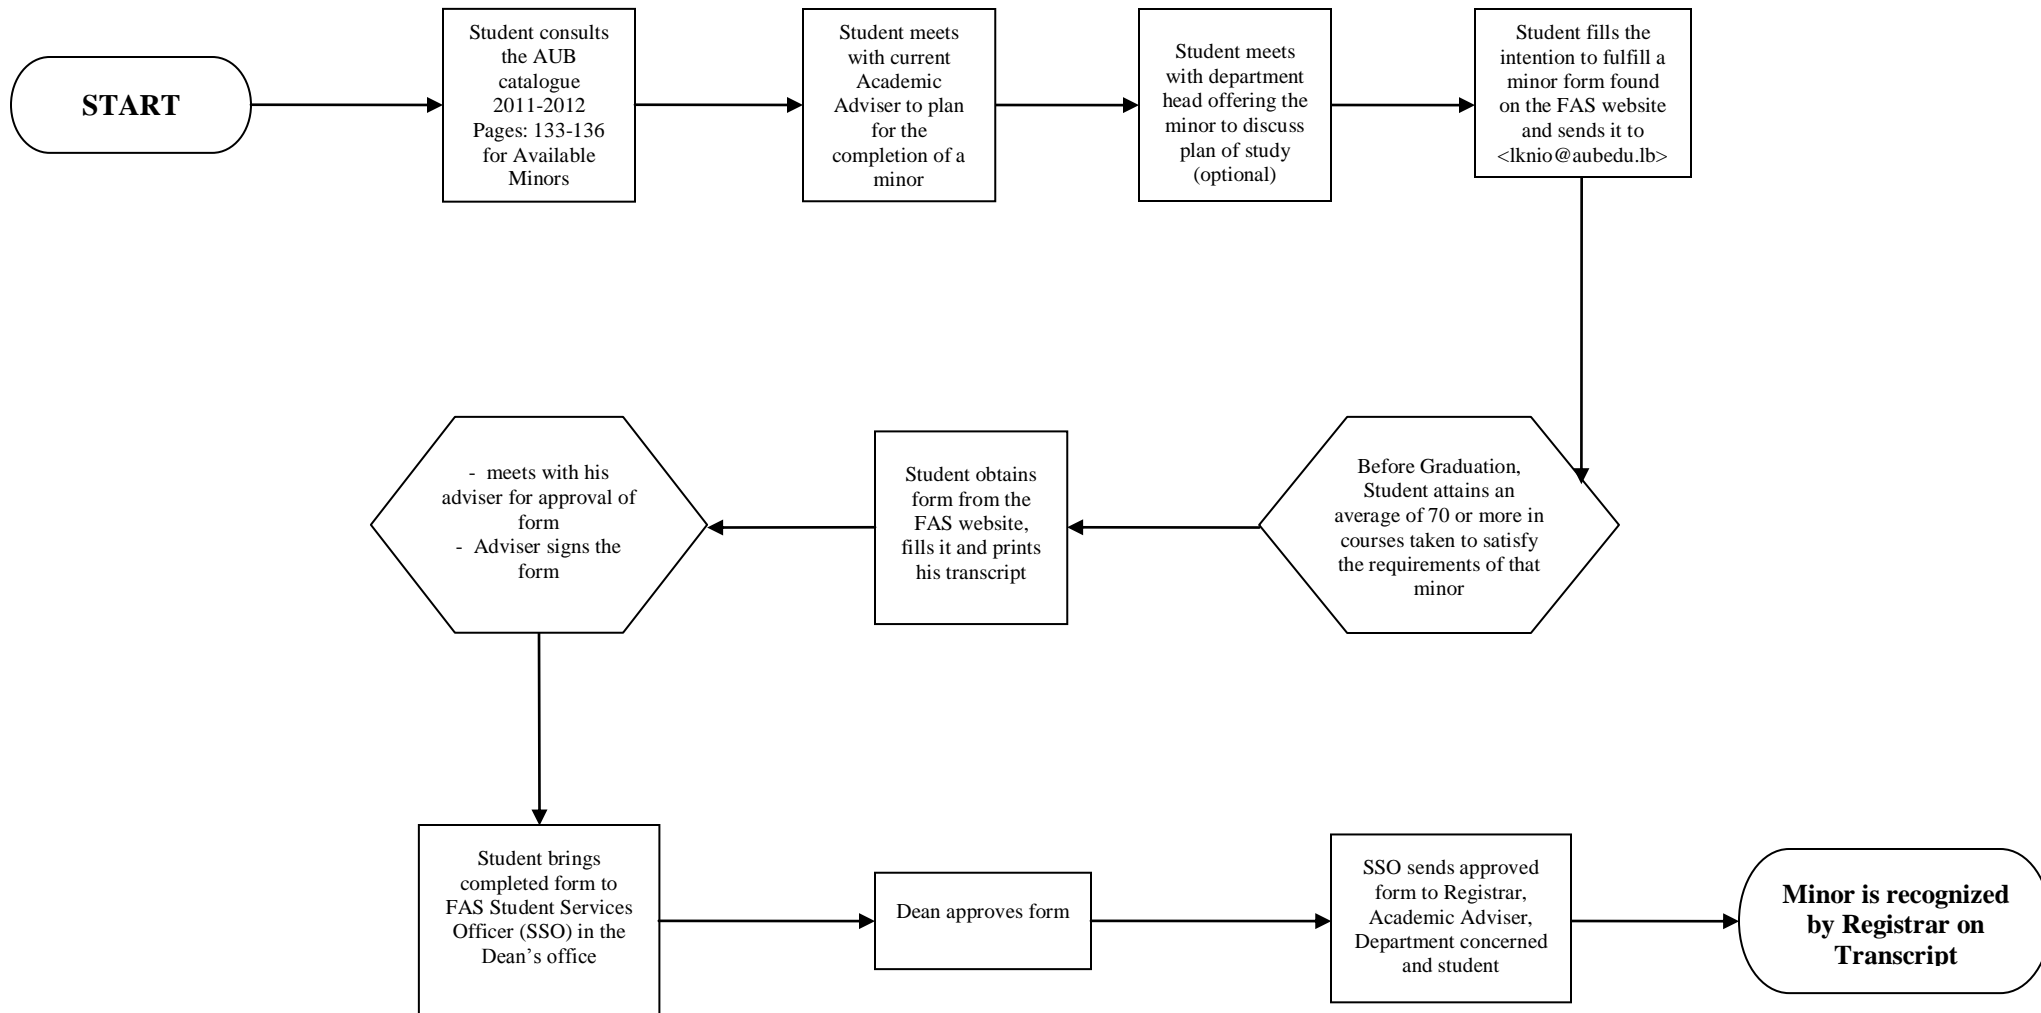 START
Student consults
the AUB
catalogue
2011-2012
Pages: 133-136
for Available
Minors
Student meets
with current
Academic
Adviser to plan
for the
completion of a
minor
Student meets
with department
head offering the
minor to discuss
plan of study
(optional)
Student fills the
intention to fulfill a
minor form found
on the FAS website
and sends it to
<lknio@aubedu.lb>
Before Graduation,
Student attains an
average of 70 or more in
courses taken to satisfy
the requirements of that
minor
Student obtains
form from the
FAS website,
fills it and prints
his transcript
- meets with his
adviser for approval of
form
- Adviser signs the
form
Student brings
completed form to
FAS Student Services
Officer (SSO) in the
Dean’s office
Dean approves form
SSO sends approved
form to Registrar,
Academic Adviser,
Department concerned
and student
Minor is recognized
by Registrar on
Transcript